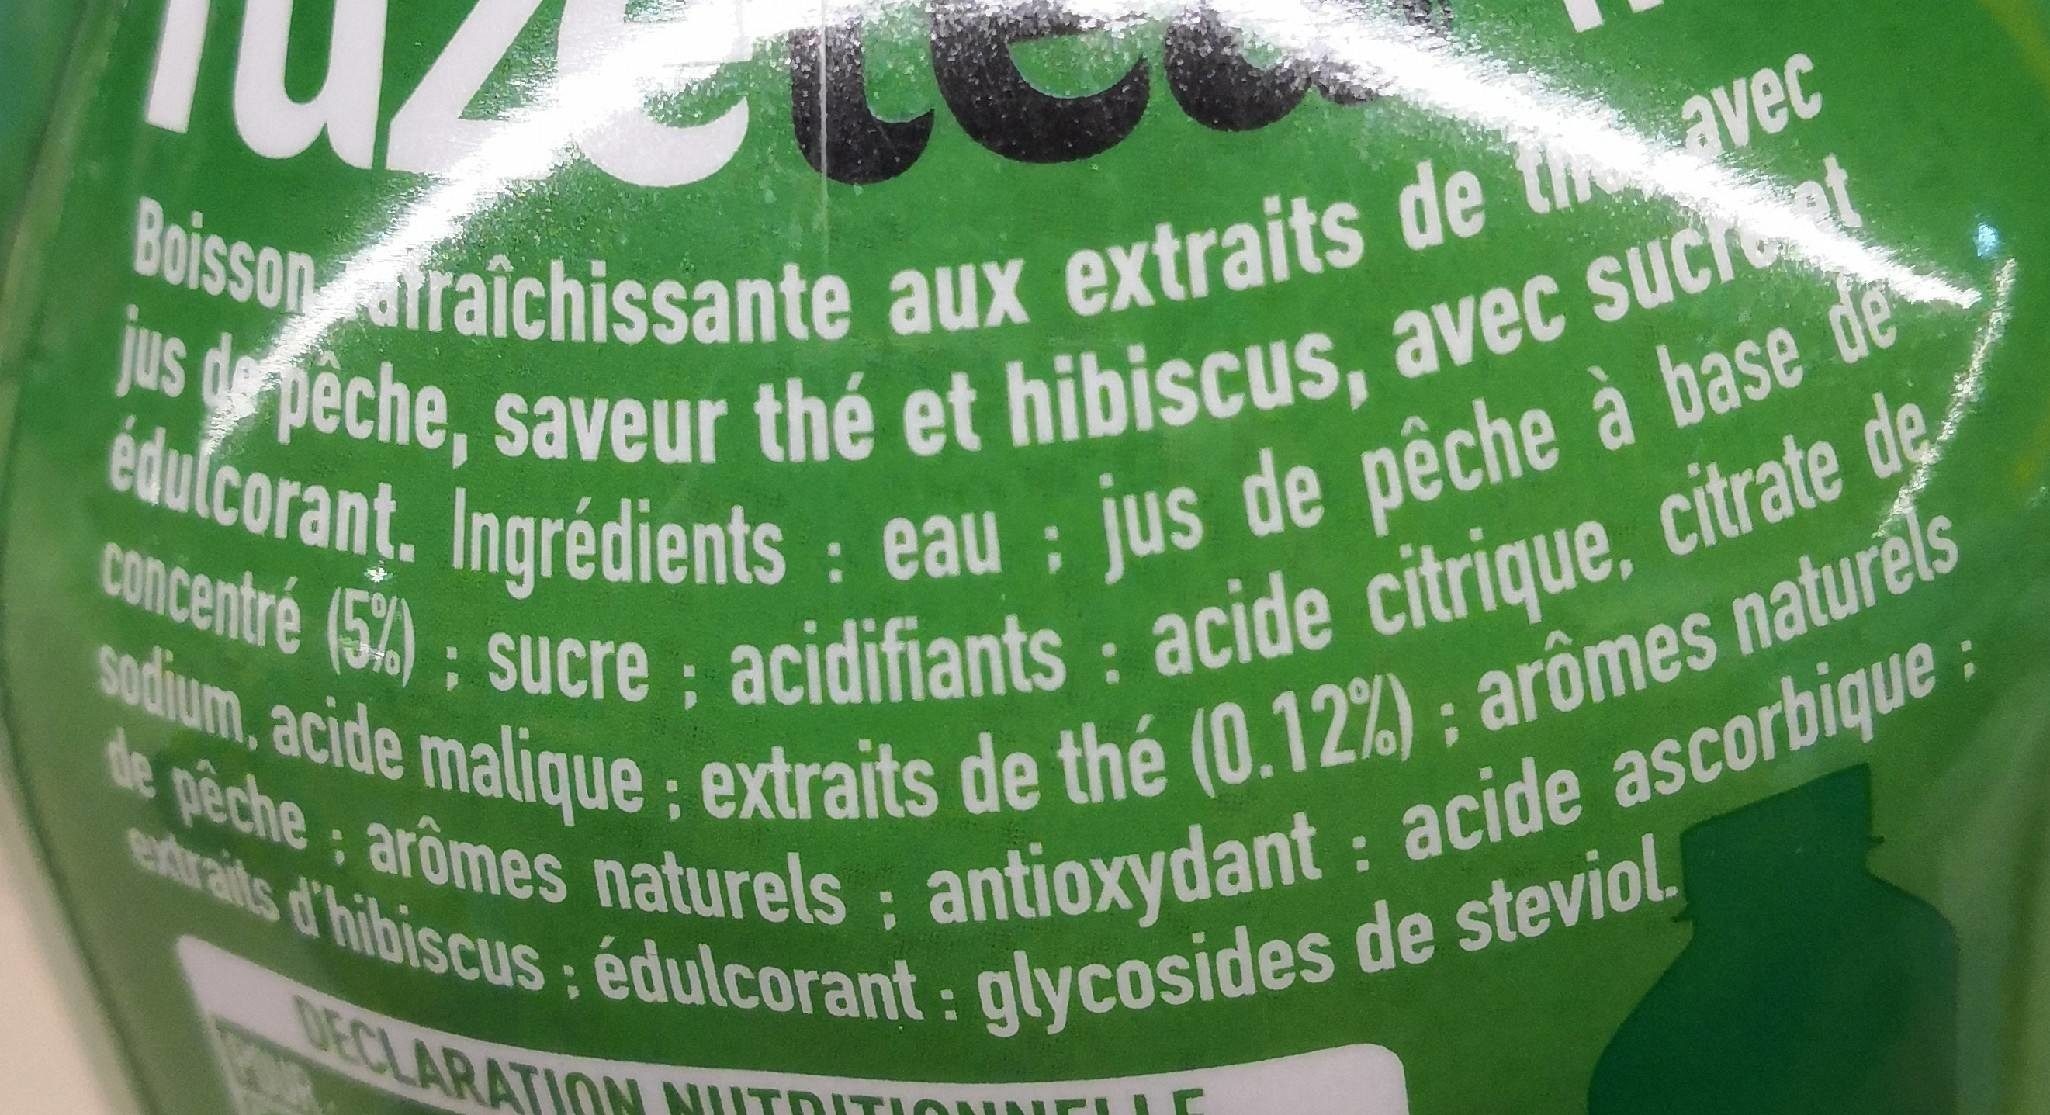 fuzetea
Boisson rafraîchissante aux extraits de thé, avec
jus de pêche, saveur thé et hibiscus, avec sucre et
édulcorant. Ingrédients : eau ; jus de pêche à base de
concentré (5%) ; sucre ; acidifiants : acide citrique, citrate de
sodium, acide malique ; extraits de thé (0.12%) ; arômes naturels
de pêche ; arômes naturels ; antioxydant : acide ascorbique ;
extraits d'hibiscus ; édulcorant : glycosides de steviol.
DECLARATION NUTRITIONNELLE
POUR